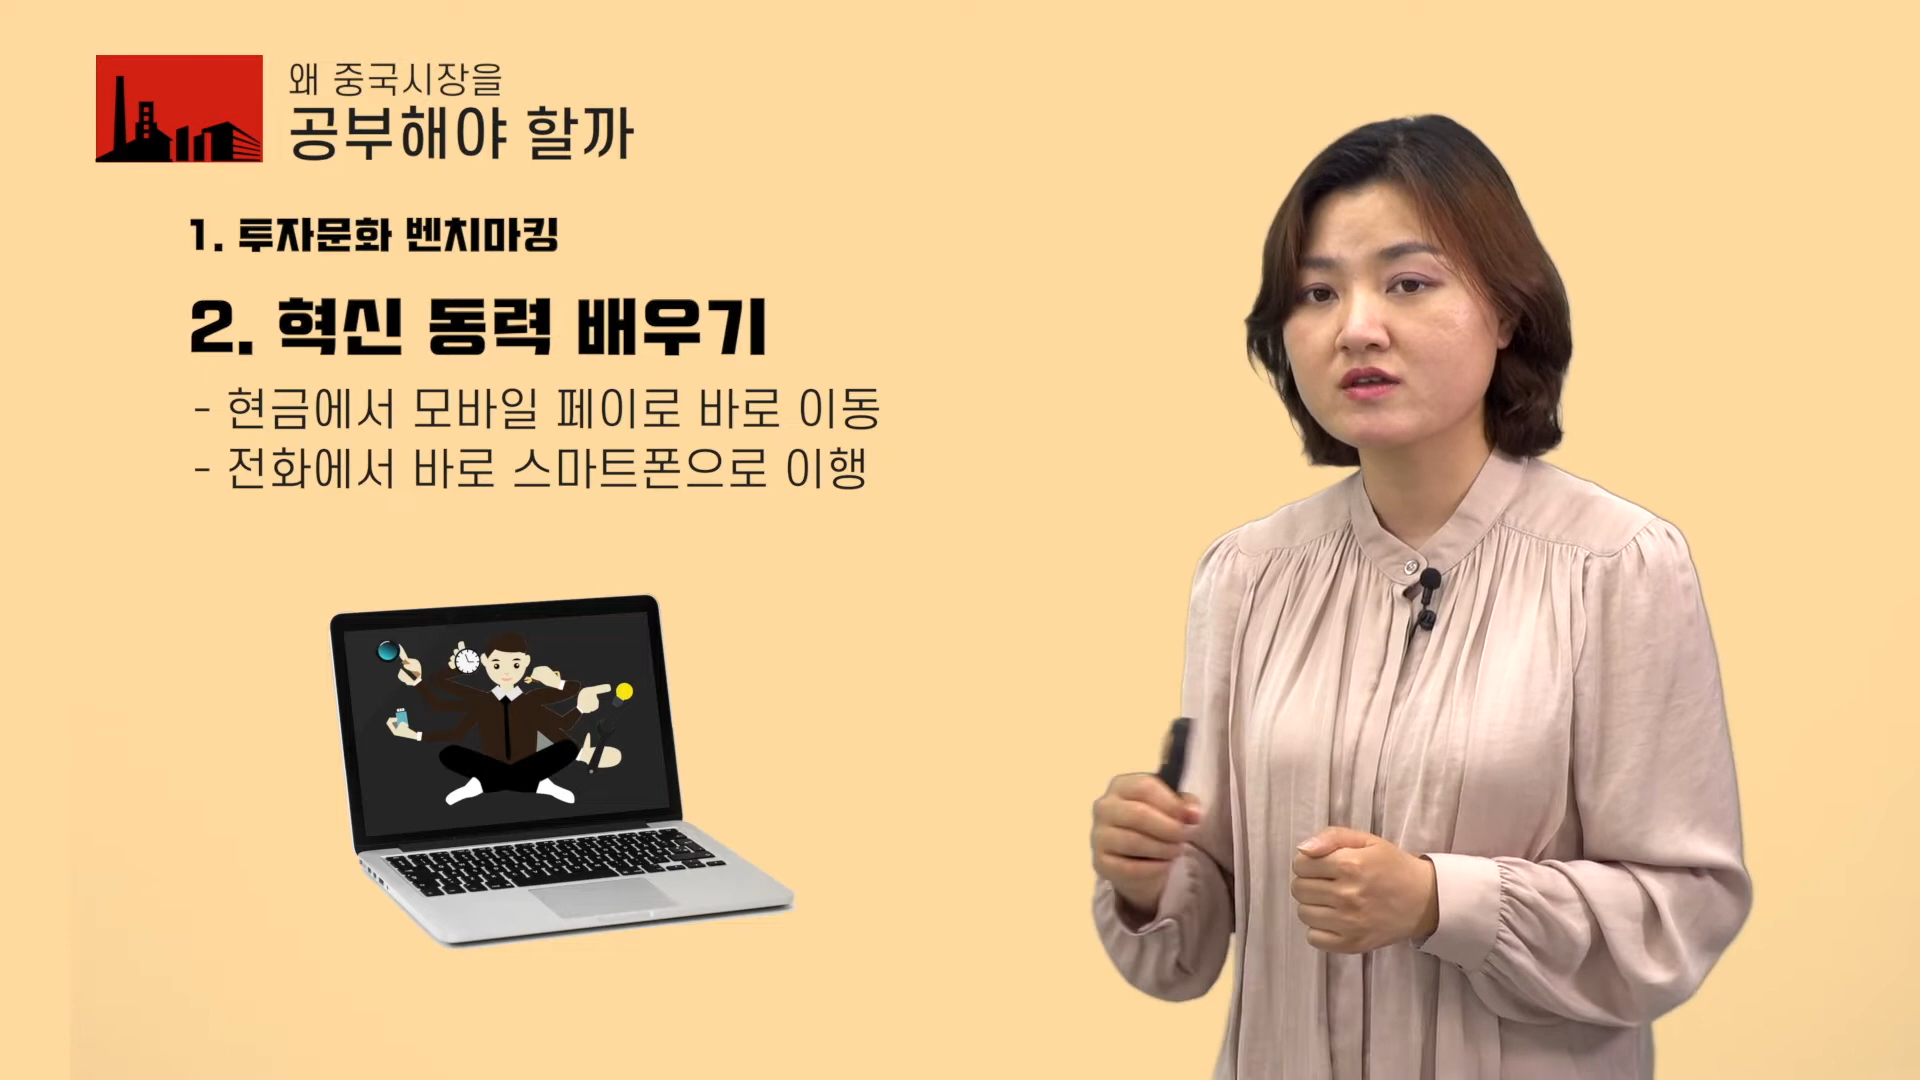 왜 중국시장을
공부해야 할까
1. 투자문화 벤치마킹
2. 혁신 동력 배우기
- 현금에서 모바일 페이로 바로 이동
- 전화에서 바로 스마트폰으로 이행